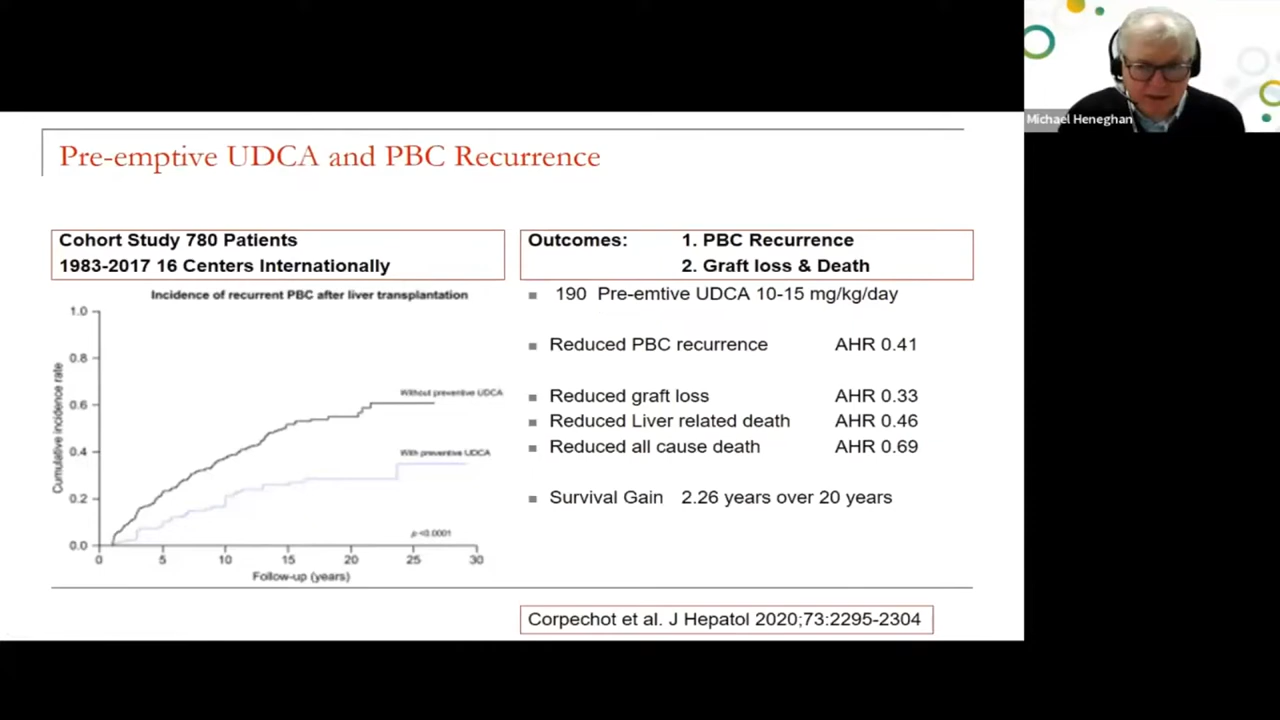 Michael Heneghan
Pre-emptive UDCA and PBC Recurrence
Cohort Study 780 Patients
1983-2017 16 Centers Internationally
Incidence of recurrent PBC after liver transplantation
Cumulative incidence rate
1.0
0.8
0.6
0.4
0.2
0.0
Without preventive UDCA
With preventive UDCA
p <0.0001
0 5 10 15 20 25 30
Follow-up (years)
Outcomes: 1. PBC Recurrence
2. Graft loss & Death
190 Pre-emtive UDCA 10-15 mg/kg/day
Reduced PBC recurrence AHR 0.41
Reduced graft loss AHR 0.33
Reduced Liver related death AHR 0.46
Reduced all cause death AHR 0.69
Survival Gain 2.26 years over 20 years
Corpechot et al. J Hepatol 2020;73:2295-2304